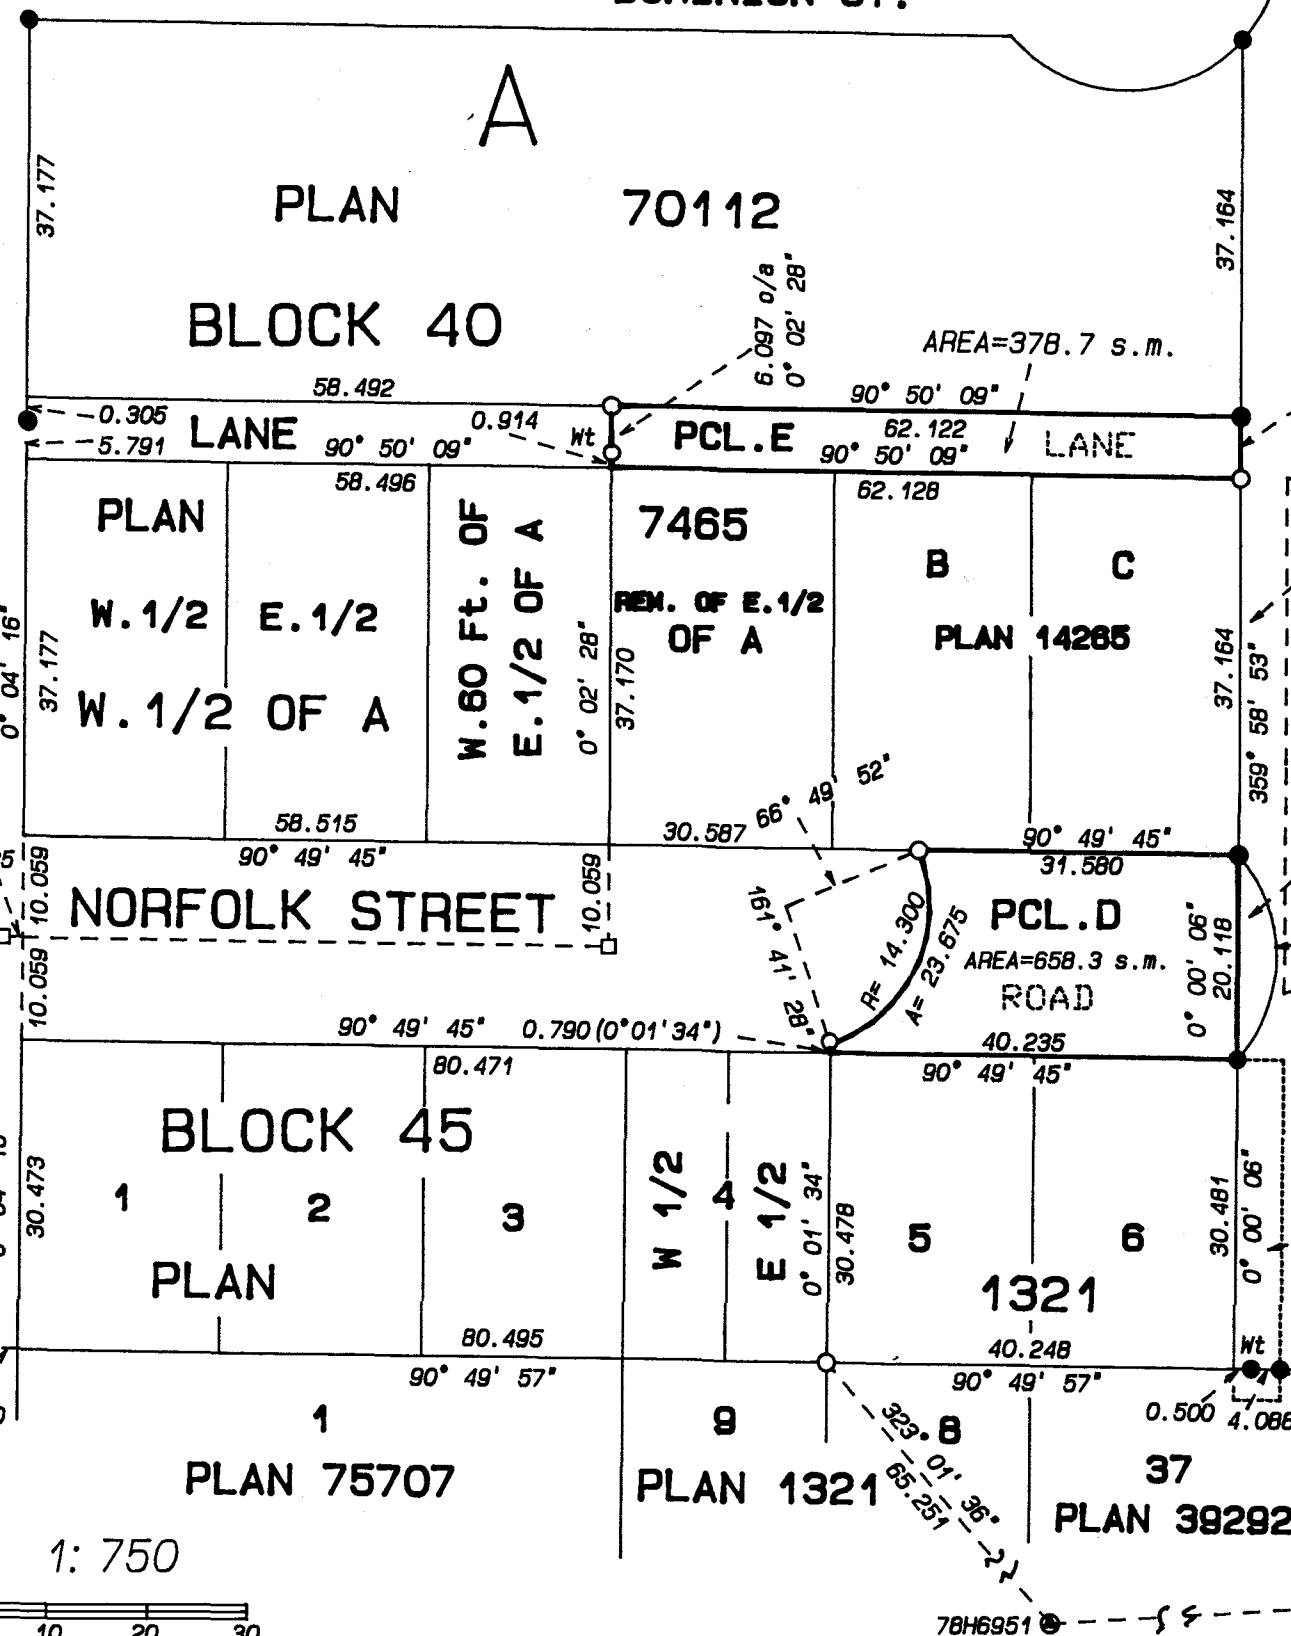 DOMINION ST.
A
37.177
37.164
PLAN 70112
6.097 o/a
0° 02' 28"
BLOCK 40
AREA=378.7 s.m.
58.492
90° 50' 09"
0.305
0.914
62.122
LANE
Wt
PCL.E
LANE
5.791
90° 50' 09"
90° 50' 09"
58.496
62.128
PLAN
7465
W.60 Ft. OF
E.1/2 OF A
B
C
W.1/2
E.1/2
REM. OF E.1/2
OF A
PLAN 14265
0° 04' 16"
37.177
0° 02' 28"
37.170
37.164
359° 58' 53"
W.1/2 OF A
66° 49' 52"
58.515
30.587
90° 49' 45"
90° 49' 45"
31.580
10.059
10.059
NORFOLK STREET
161° 41' 28"
R= 14.300
A= 23.675
PCL.D
AREA=658.3 s.m.
ROAD
0° 00' 06"
20.118
10.059
90° 49' 45"
0.790(0°01'34")
40.235
80.471
90° 49' 45"
BLOCK 45
30.473
1
2
3
W 1/2
4
E 1/2
0° 01' 34"
30.478
5
6
30.481
0° 00' 06"
PLAN
1321
80.495
40.248
Wt
90° 49' 57"
90° 49' 57"
0.500
4.086
1
9
8
323° 01' 36"
65.251
37
PLAN 75707
PLAN 1321
PLAN 39292
1: 750
10 20 30
78H6951